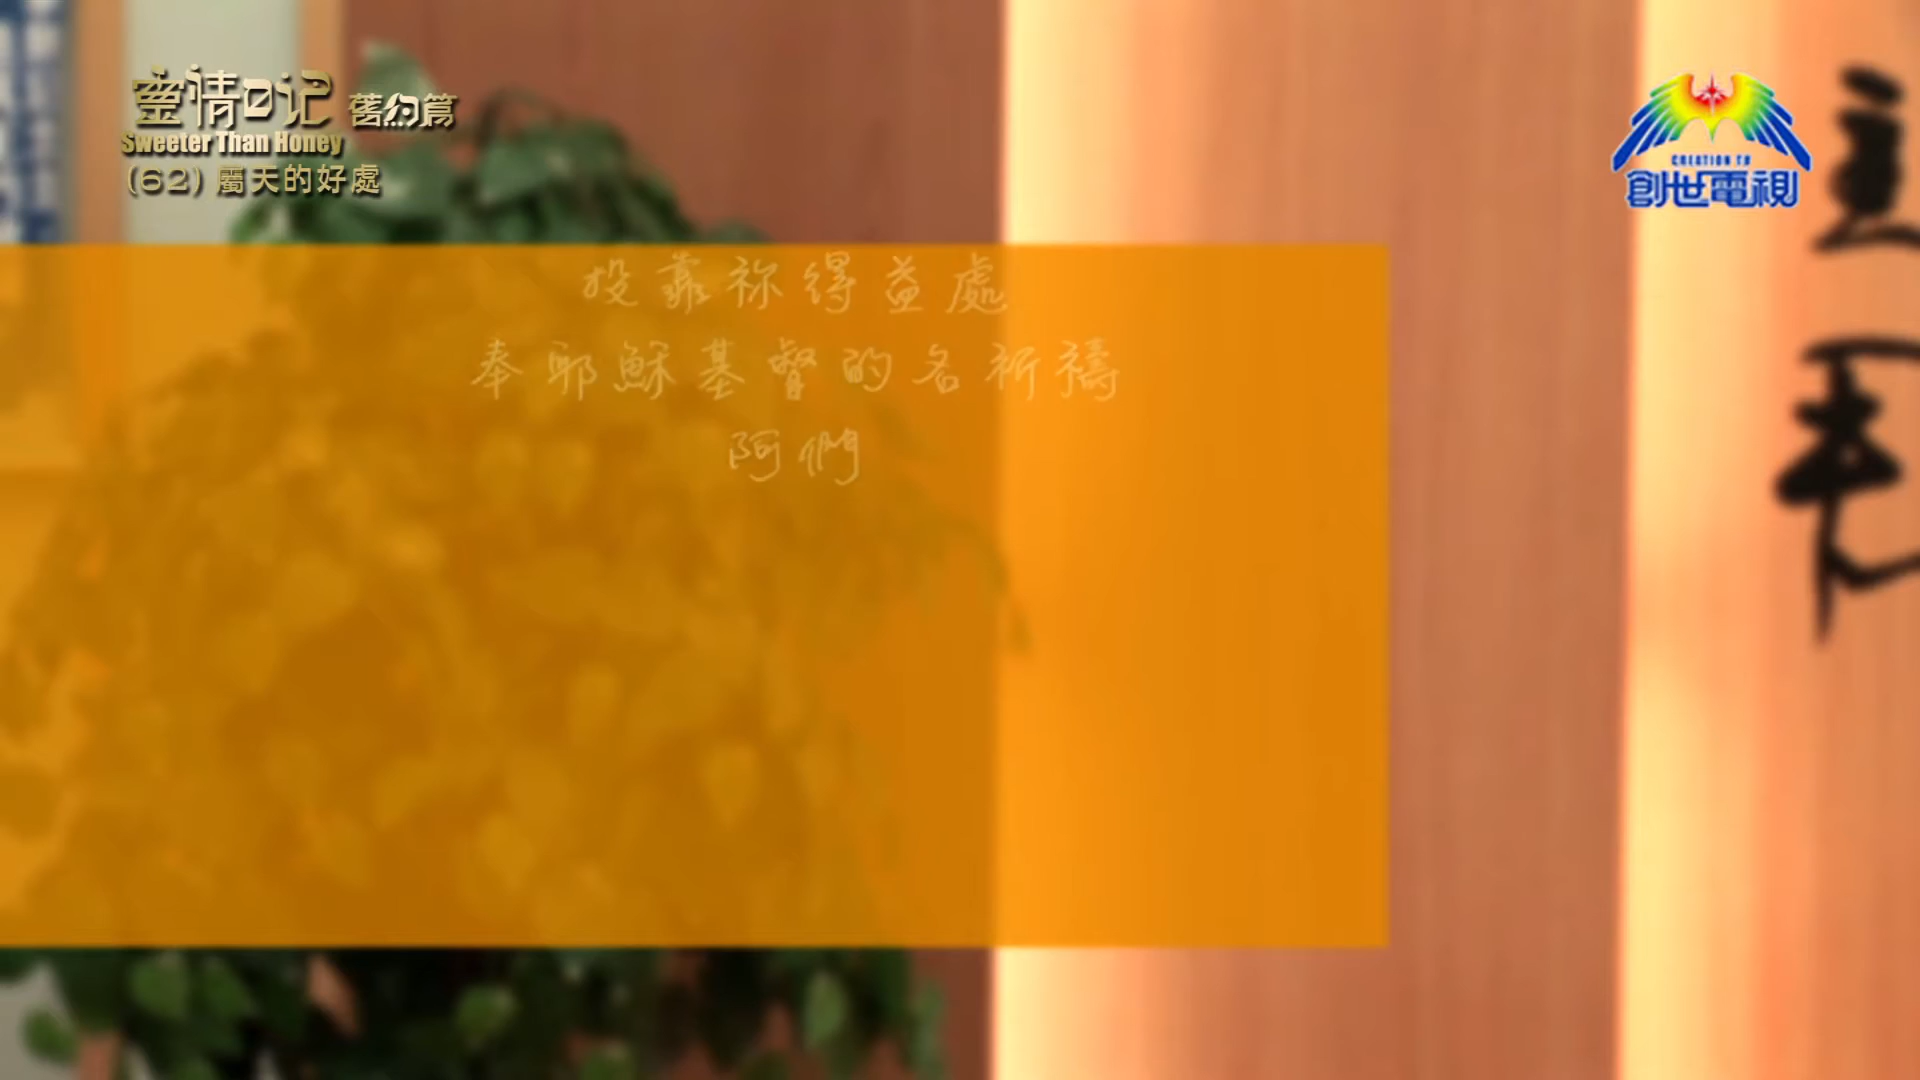 靈情日记 舊約篇
Sweeter Than Honey
(62) 屬天的好處
CREATION TV
創世電視
投靠祢得益處
奉耶穌基督的名祈禱
阿們